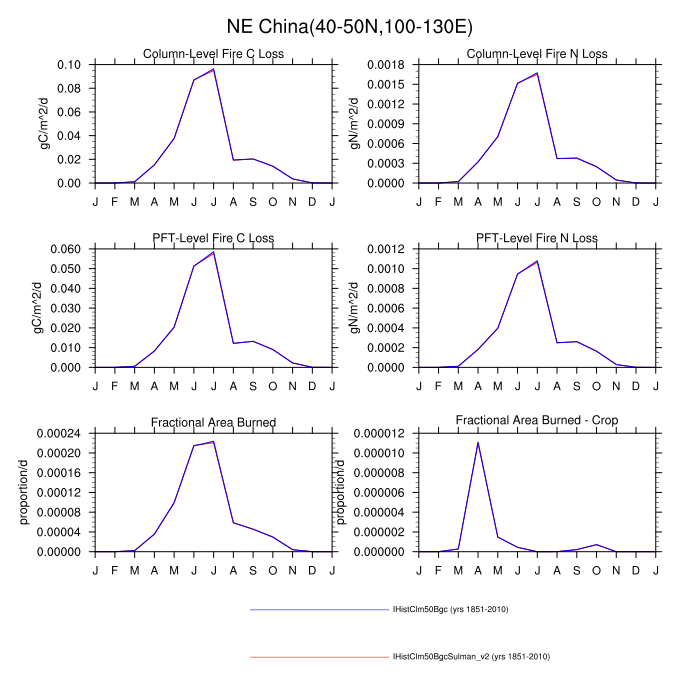 NE China(40-50N,100-130E)
Column-Level Fire C Loss
gC/m^2/d
0.10
0.08
0.06
0.04
0.02
0.00
J F M A M J J A S O N D J
Column-Level Fire N Loss
gN/m^2/d
0.0018
0.0015
0.0012
0.0009
0.0006
0.0003
0.0000
J F M A M J J A S O N D J
PFT-Level Fire C Loss
gC/m^2/d
0.060
0.050
0.040
0.030
0.020
0.010
0.000
J F M A M J J A S O N D J
PFT-Level Fire N Loss
gN/m^2/d
0.0012
0.0010
0.0008
0.0006
0.0004
0.0002
0.0000
J F M A M J J A S O N D J
Fractional Area Burned
proportion/d
0.00024
0.00020
0.00016
0.00012
0.00008
0.00004
0.00000
J F M A M J J A S O N D J
Fractional Area Burned - Crop
proportion/d
0.000012
0.000010
0.000008
0.000006
0.000004
0.000002
0.000000
J F M A M J J A S O N D J
IHistClm50Bgc (yrs 1851-2010)
IHistClm50BgcSulman_v2 (yrs 1851-2010)